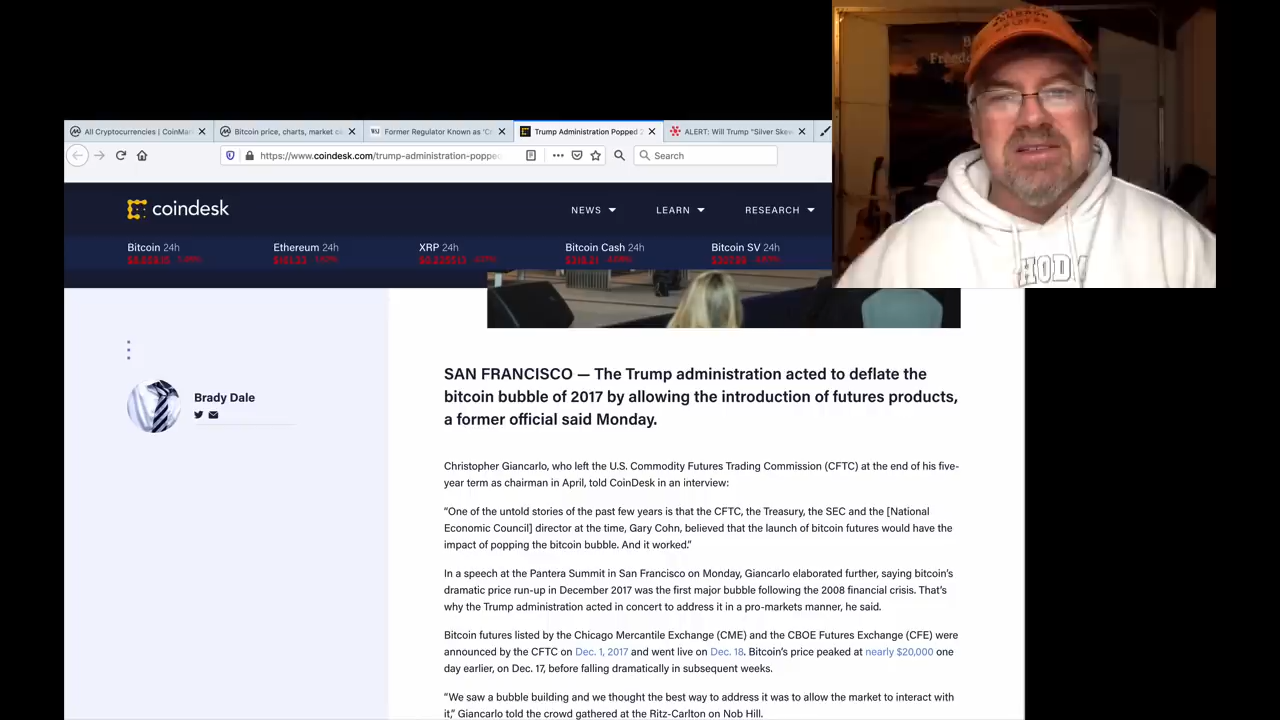 All Cryptocurrencies | CoinMar
Bitcoin price, charts, market ca
Former Regulator Known as 'C
Trump Administration Popped 2
ALERT: Will Trump "Silver Skew
https://www.coindesk.com/trump-administration-poppe
Search
coindesk
NEWS
LEARN
RESEARCH
Bitcoin 24h
Ethereum 24h
XRP 24h
Bitcoin Cash 24h
Bitcoin SV 24h
Brady Dale
SAN FRANCISCO — The Trump administration acted to deflate the
bitcoin bubble of 2017 by allowing the introduction of futures products,
a former official said Monday.
Christopher Giancarlo, who left the U.S. Commodity Futures Trading Commission (CFTC) at the end of his five-
year term as chairman in April, told CoinDesk in an interview:
“One of the untold stories of the past few years is that the CFTC, the Treasury, the SEC and the [National
Economic Council] director at the time, Gary Cohn, believed that the launch of bitcoin futures would have the
impact of popping the bitcoin bubble. And it worked.”
In a speech at the Pantera Summit in San Francisco on Monday, Giancarlo elaborated further, saying bitcoin’s
dramatic price run-up in December 2017 was the first major bubble following the 2008 financial crisis. That’s
why the Trump administration acted in concert to address it in a pro-markets manner, he said.
Bitcoin futures listed by the Chicago Mercantile Exchange (CME) and the CBOE Futures Exchange (CFE) were
announced by the CFTC on Dec. 1, 2017 and went live on Dec. 18. Bitcoin’s price peaked at nearly $20,000 one
day earlier, on Dec. 17, before falling dramatically in subsequent weeks.
“We saw a bubble building and we thought the best way to address it was to allow the market to interact with
it,” Giancarlo told the crowd gathered at the Ritz-Carlton on Nob Hill.